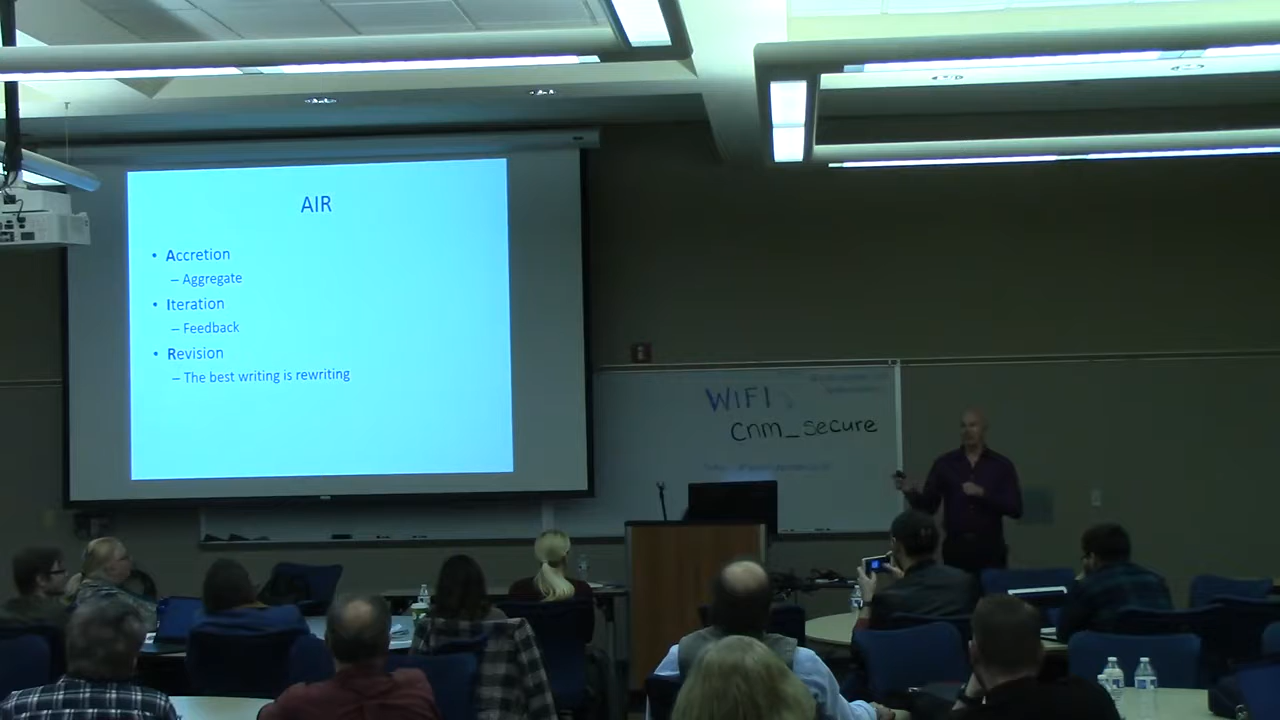 AIR
• Accretion
– Aggregate
• Iteration
– Feedback
• Revision
– The best writing is rewriting
WIFI
cnm_secure